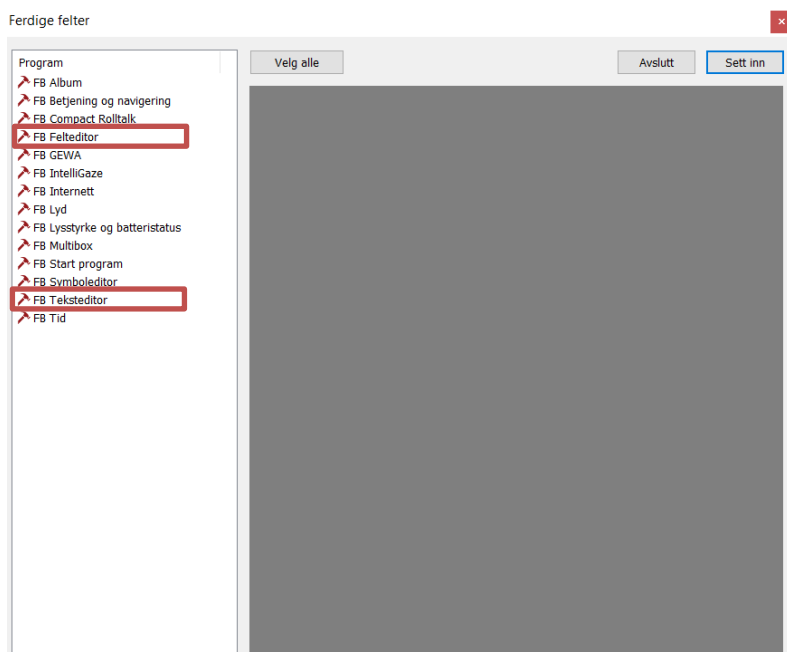 Ferdige felter
Program
Velg alle
Avslutt
Sett inn
FB Album
FB Betjening og navigering
FB Compact Rolltalk
FB Felteditor
FB GEWA
FB IntelliGaze
FB Internett
FB Lyd
FB Lysstyrke og batteristatus
FB Multibox
FB Start program
FB Symboleditor
FB Teksteditor
FB Tid